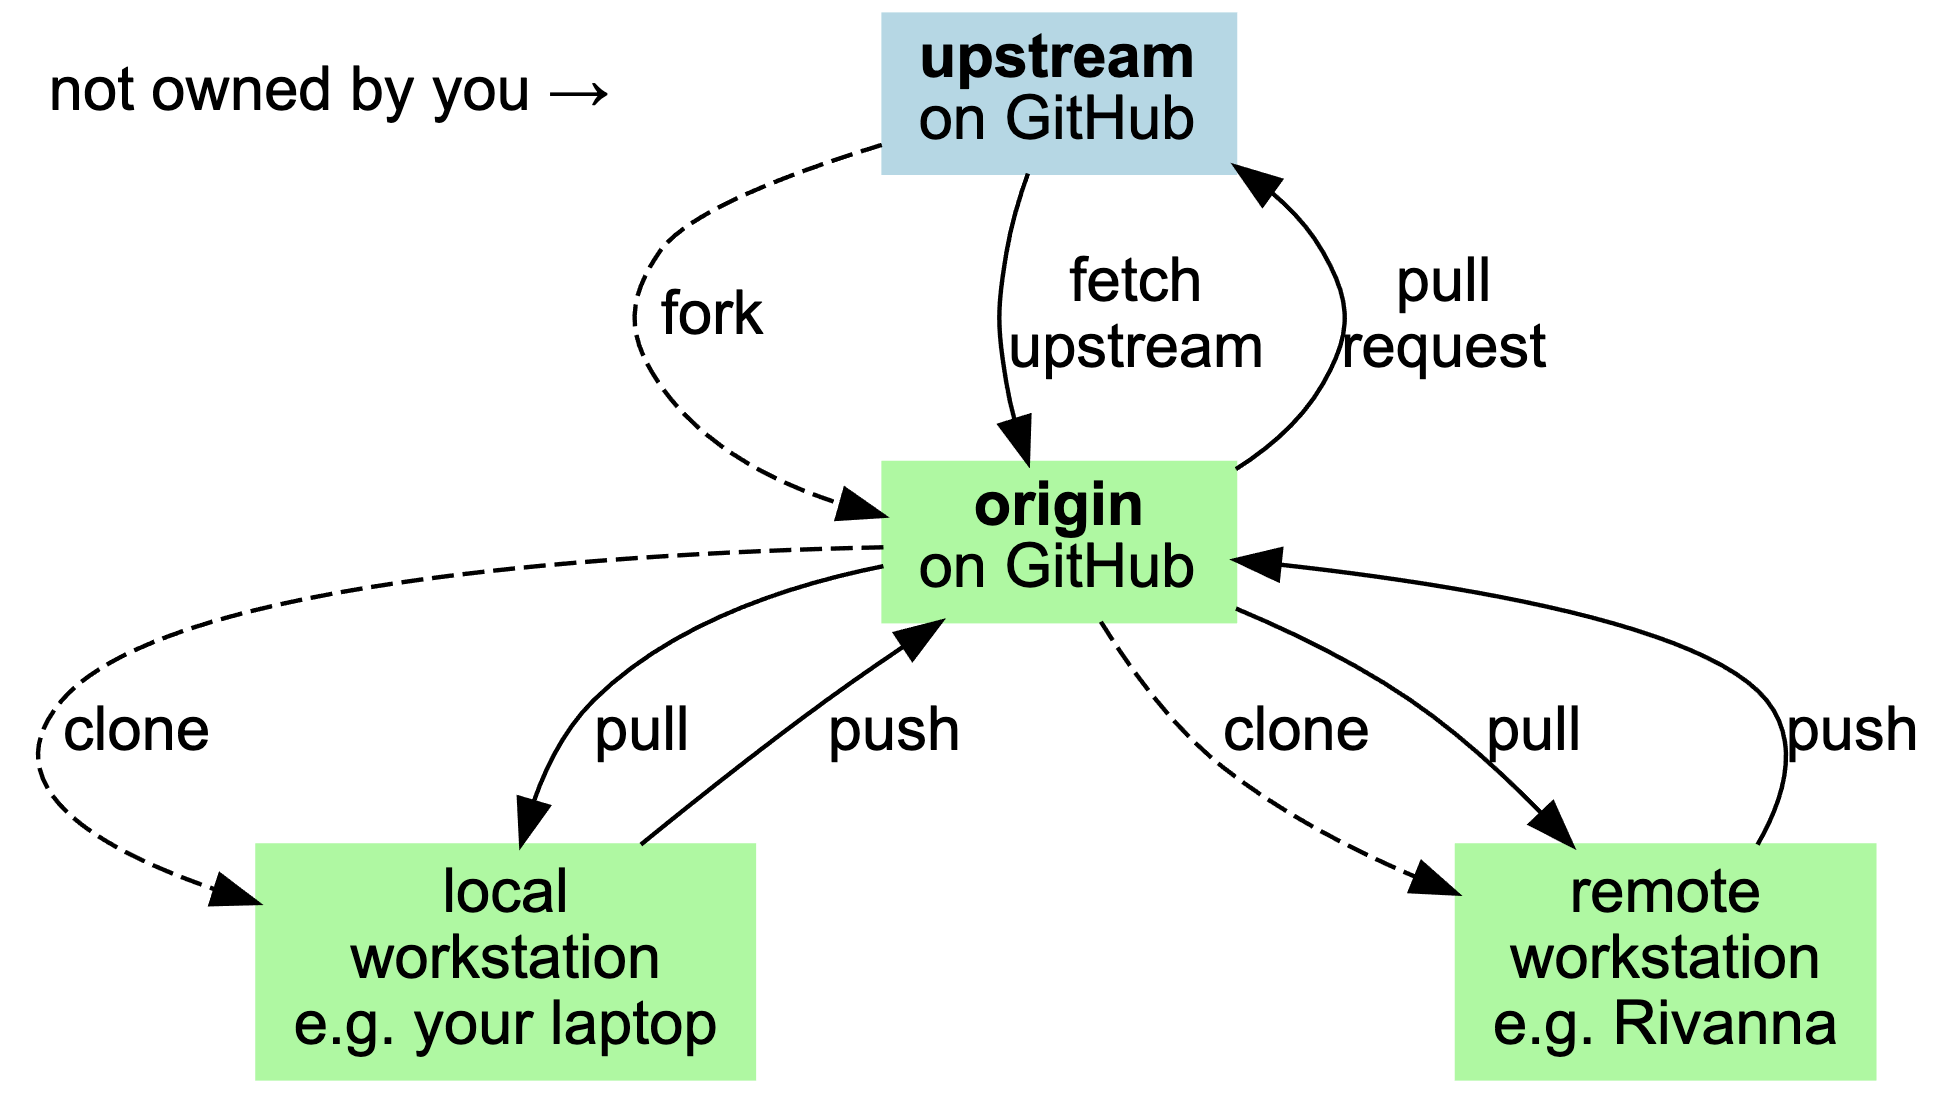 not owned by you →
upstream
on GitHub
fork
fetch
upstream
pull
request
origin
on GitHub
clone
pull
push
clone
pull
push
local
workstation
e.g. your laptop
remote
workstation
e.g. Rivanna